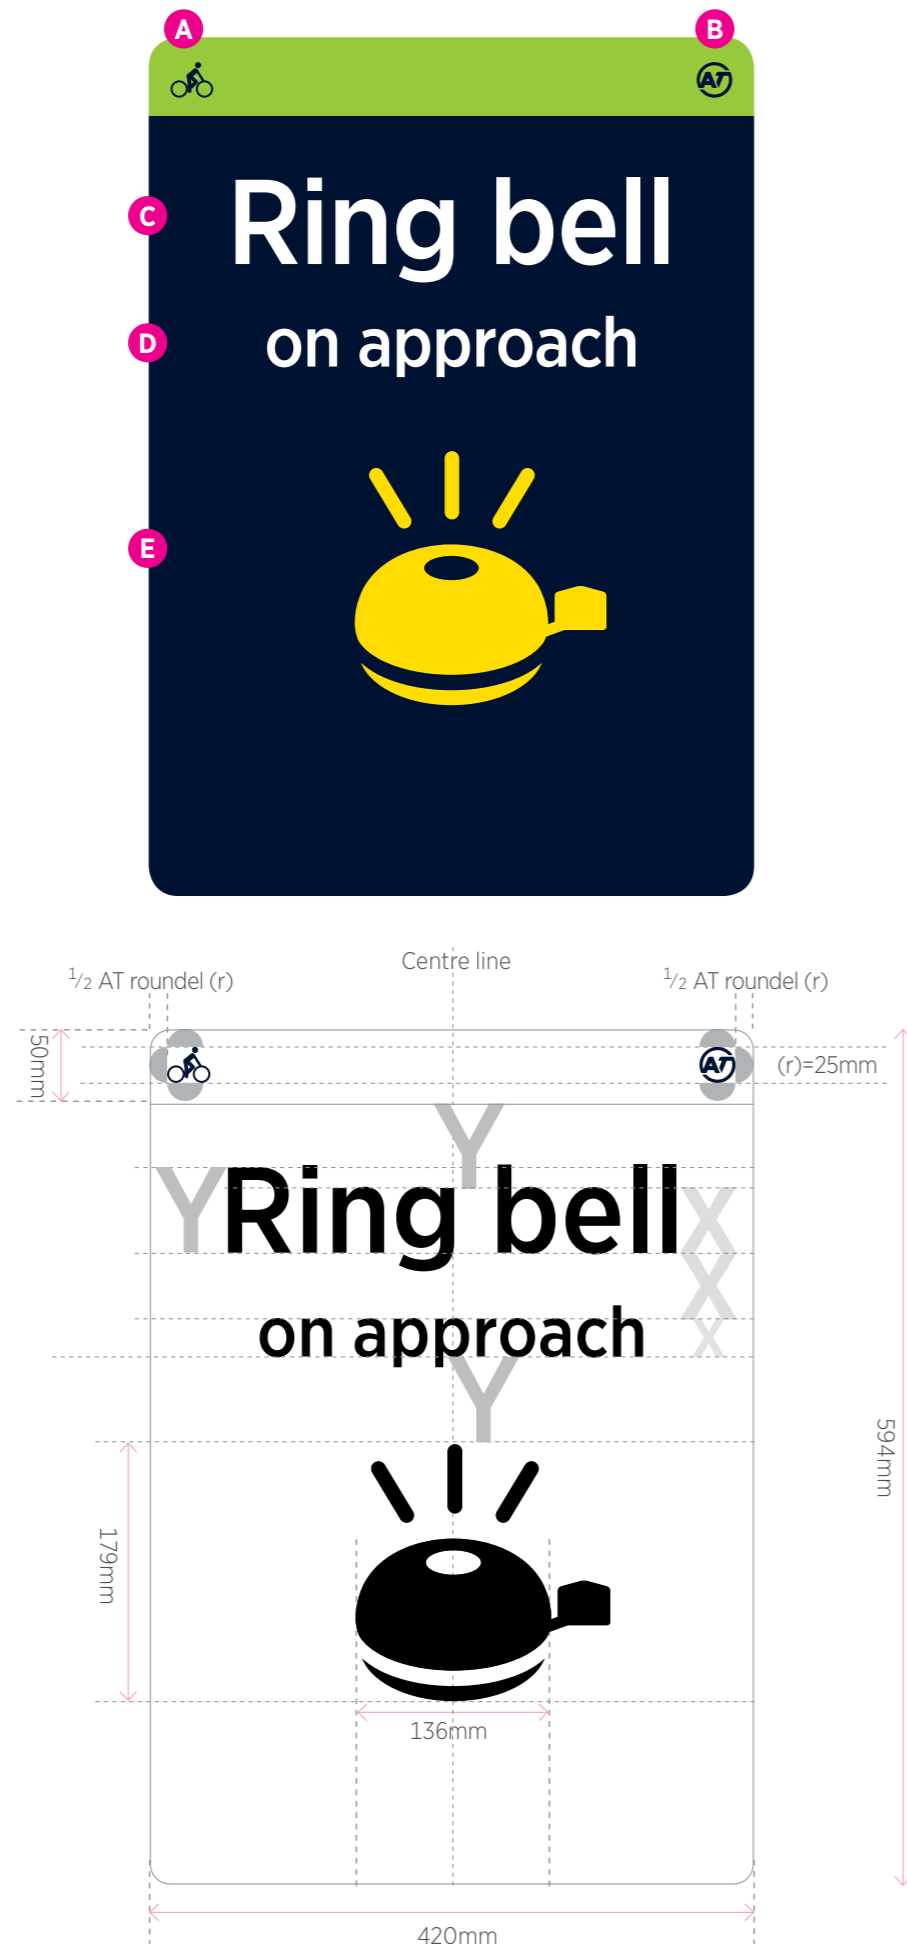 A B
AT
C Ring bell
D on approach
E
Centre line
1/2 AT roundel (r) 1/2 AT roundel (r)
50mm
AT
(r)=25mm
Y
Y Ring bell X
X
on approach X
Y
594mm
179mm
136mm
420mm